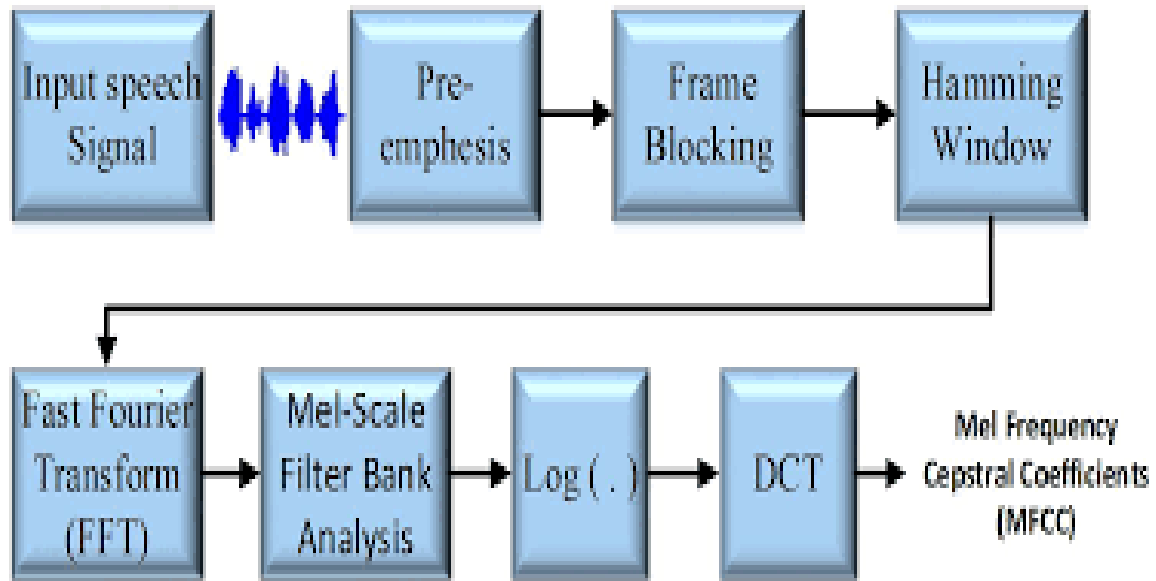 Input speech
Signal
Pre-
emphesis
Frame
Blocking
Hamming
Window
Fast Fourier
Transform
(FFT)
Mel-Scale
Filter Bank
Analysis
Log ( . )
DCT
Mel Frequency
Cepstral Coefficients
(MFCC)